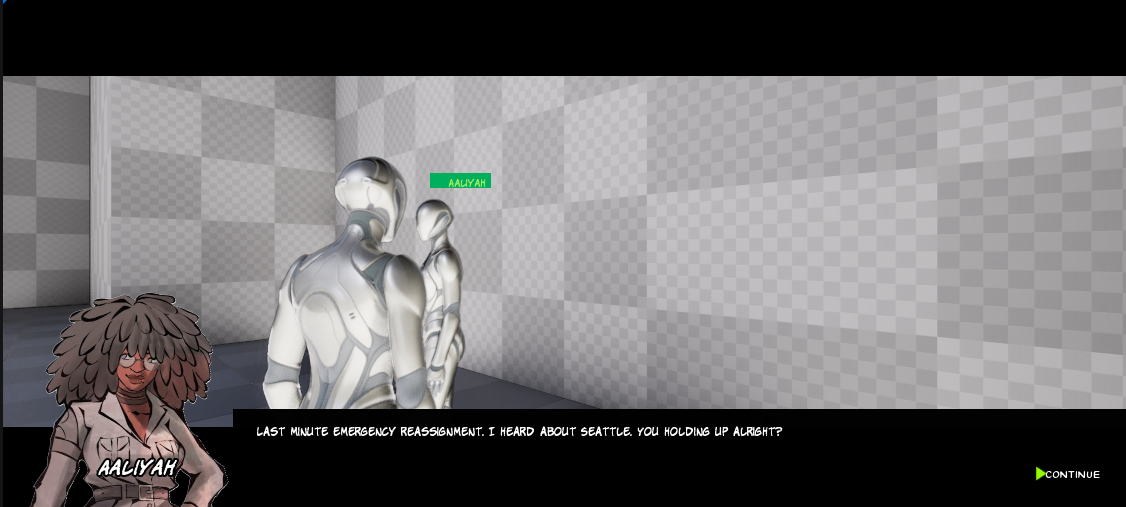 AALIYAH
LAST MINUTE EMERGENCY REASSIGNMENT. I HEARD ABOUT SEATTLE. YOU HOLDING UP ALRIGHT?
AALIYAH
CONTINUE